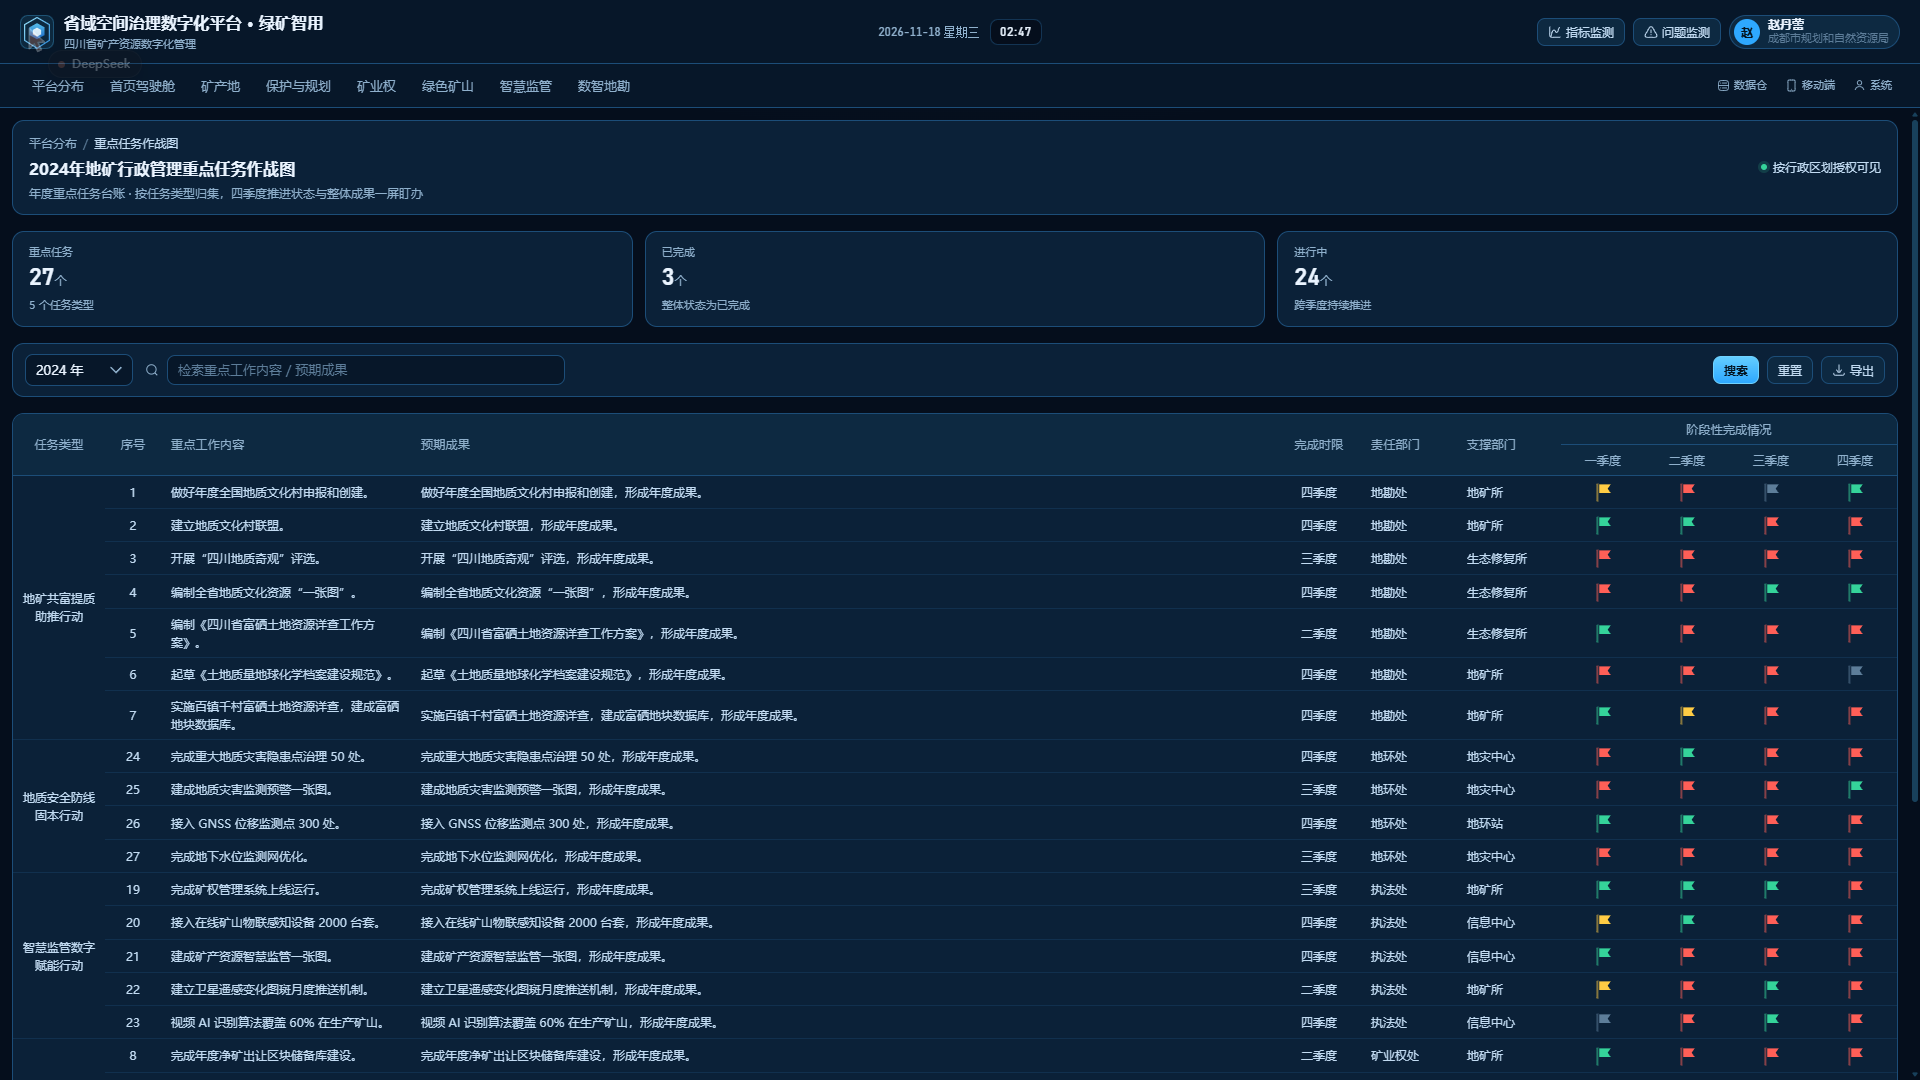 省域空间治理数字化平台 • 绿矿智用
四川省矿产资源数字化管理
DeepSeek
2026-11-18 星期三 02:47
指标监测
问题监测
赵
赵丹蕾
成都市规划和自然资源局
平台分布 首页驾驶舱 矿产地 保护与规划 矿业权 绿色矿山 智慧监管 数智地勘
数据仓 移动端 系统
平台分布 / 重点任务作战图
2024年地矿行政管理重点任务作战图
年度重点任务台账 · 按任务类型归集，四季度推进状态与整体成果一屏盯办
按行政区划授权可见
重点任务
27个
5 个任务类型
已完成
3个
整体状态为已完成
进行中
24个
跨季度持续推进
2024 年
检索重点工作内容 / 预期成果
搜索 重置 导出
任务类型 序号 重点工作内容 预期成果 完成时限 责任部门 支撑部门 阶段性完成情况
一季度 二季度 三季度 四季度
地矿共富提质
助推行动
1 做好年度全国地质文化村申报和创建。 做好年度全国地质文化村申报和创建，形成年度成果。 四季度 地勘处 地矿所
2 建立地质文化村联盟。 建立地质文化村联盟，形成年度成果。 四季度 地勘处 地矿所
3 开展“四川地质奇观”评选。 开展“四川地质奇观”评选，形成年度成果。 三季度 地勘处 生态修复所
4 编制全省地质文化资源“一张图”。 编制全省地质文化资源“一张图”，形成年度成果。 四季度 地勘处 生态修复所
5 编制《四川省富硒土地资源详查工作方
案》。 编制《四川省富硒土地资源详查工作方案》，形成年度成果。 二季度 地勘处 生态修复所
6 起草《土地质量地球化学档案建设规范》。 起草《土地质量地球化学档案建设规范》，形成年度成果。 四季度 地勘处 地矿所
7 实施百镇千村富硒土地资源详查，建成富硒
地块数据库。 实施百镇千村富硒土地资源详查，建成富硒地块数据库，形成年度成果。 四季度 地勘处 地矿所
地质安全防线
固本行动
24 完成重大地质灾害隐患点治理 50 处。 完成重大地质灾害隐患点治理 50 处，形成年度成果。 四季度 地环处 地灾中心
25 建成地质灾害监测预警一张图。 建成地质灾害监测预警一张图，形成年度成果。 三季度 地环处 地灾中心
26 接入 GNSS 位移监测点 300 处。 接入 GNSS 位移监测点 300 处，形成年度成果。 四季度 地环处 地环站
27 完成地下水位监测网优化。 完成地下水位监测网优化，形成年度成果。 三季度 地环处 地灾中心
智慧监管数字
赋能行动
19 完成矿权管理系统上线运行。 完成矿权管理系统上线运行，形成年度成果。 三季度 执法处 地矿所
20 接入在线矿山物联感知设备 2000 台套。 接入在线矿山物联感知设备 2000 台套，形成年度成果。 四季度 执法处 信息中心
21 建成矿产资源智慧监管一张图。 建成矿产资源智慧监管一张图，形成年度成果。 四季度 执法处 信息中心
22 建立卫星遥感变化图斑月度推送机制。 建立卫星遥感变化图斑月度推送机制，形成年度成果。 二季度 执法处 地矿所
23 视频 AI 识别算法覆盖 60% 在生产矿山。 视频 AI 识别算法覆盖 60% 在生产矿山，形成年度成果。 四季度 执法处 信息中心
8 完成年度净矿出让区块储备库建设。 完成年度净矿出让区块储备库建设，形成年度成果。 二季度 矿业权处 地矿所